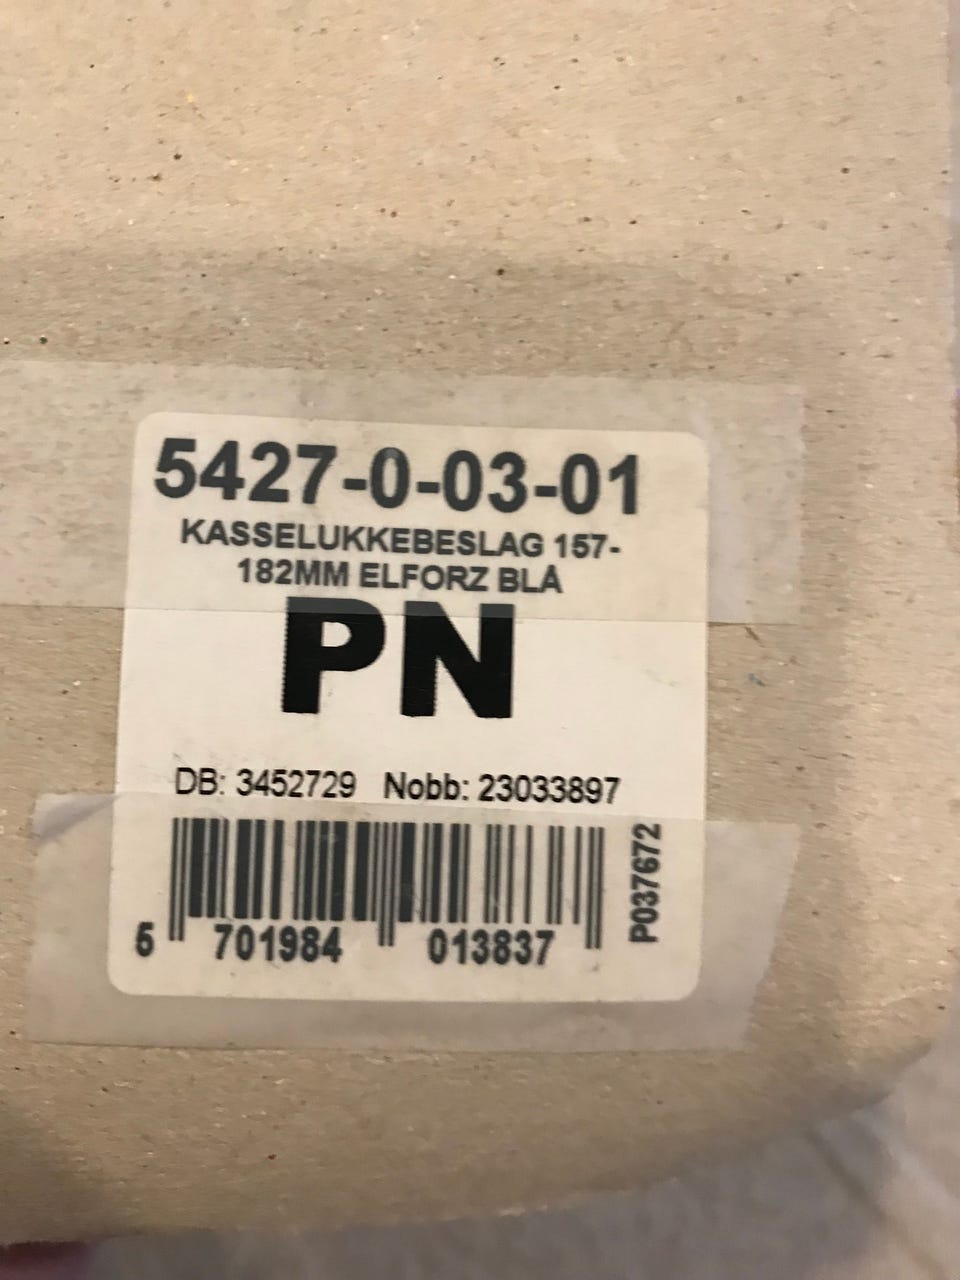 5427-0-03-01
KASSELUKKEBESLAG 157-
182MM ELFORZ BLÅ
PN
DB: 3452729 Nobb: 23033897
P037672
5 701984 013837